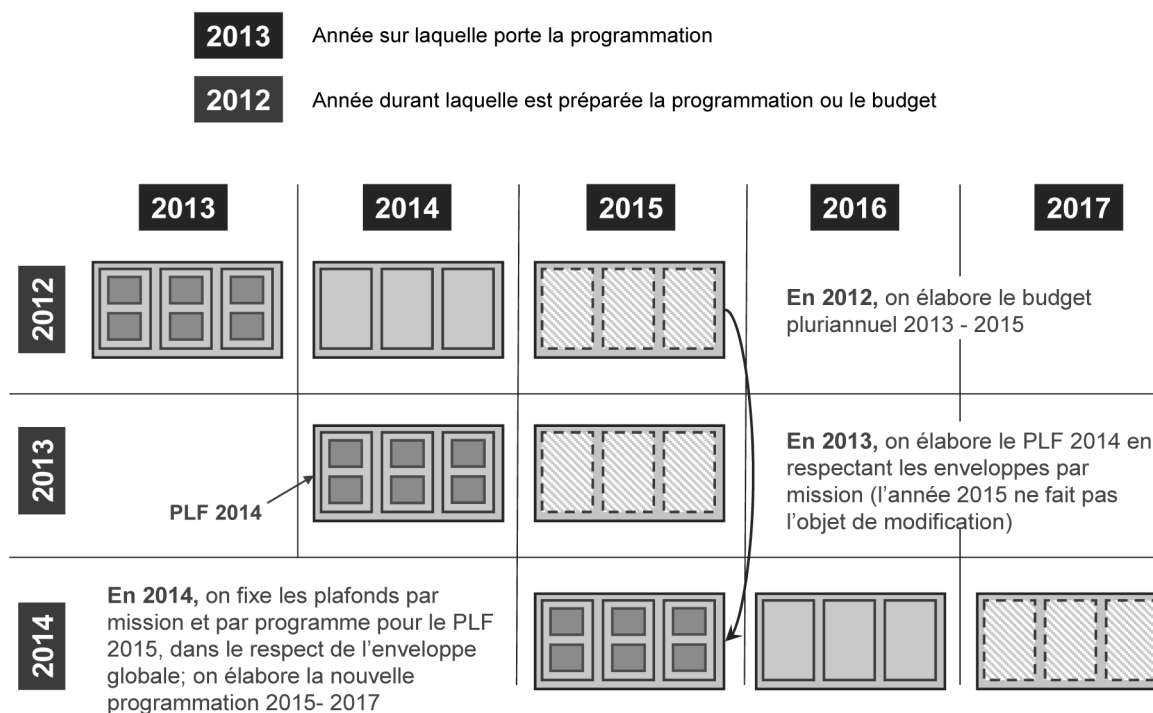 2013 Année sur laquelle porte la programmation
2012 Année durant laquelle est préparée la programmation ou le budget
2013 2014 2015 2016 2017
2012
En 2012, on élabore le budget
pluriannuel 2013 - 2015
2013
PLF 2014
En 2013, on élabore le PLF 2014 en
respectant les enveloppes par
mission (l’année 2015 ne fait pas
l’objet de modification)
2014
En 2014, on fixe les plafonds par
mission et par programme pour le PLF
2015, dans le respect de l’enveloppe
globale; on élabore la nouvelle
programmation 2015- 2017